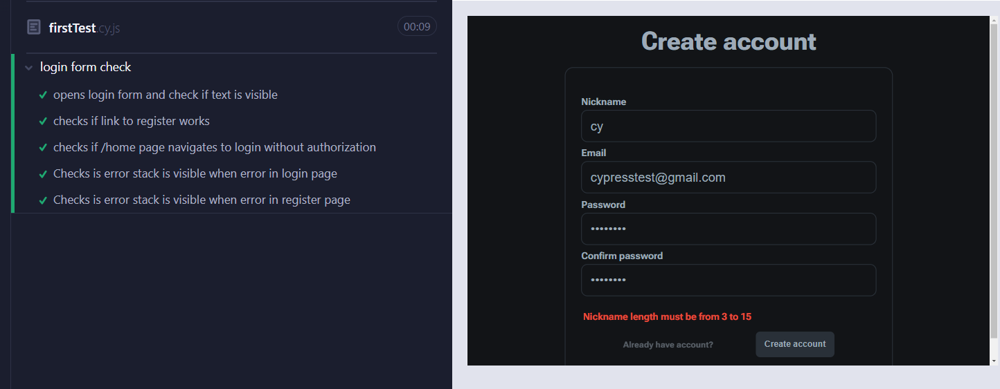 firstTest.cy.js
00:09
login form check
opens login form and check if text is visible
checks if link to register works
checks if /home page navigates to login without authorization
Checks is error stack is visible when error in login page
Checks is error stack is visible when error in register page
Create account
Nickname
cy
Email
cypresstest@gmail.com
Password
••••••••
Confirm password
••••••••
Nickname length must be from 3 to 15
Already have account?
Create account